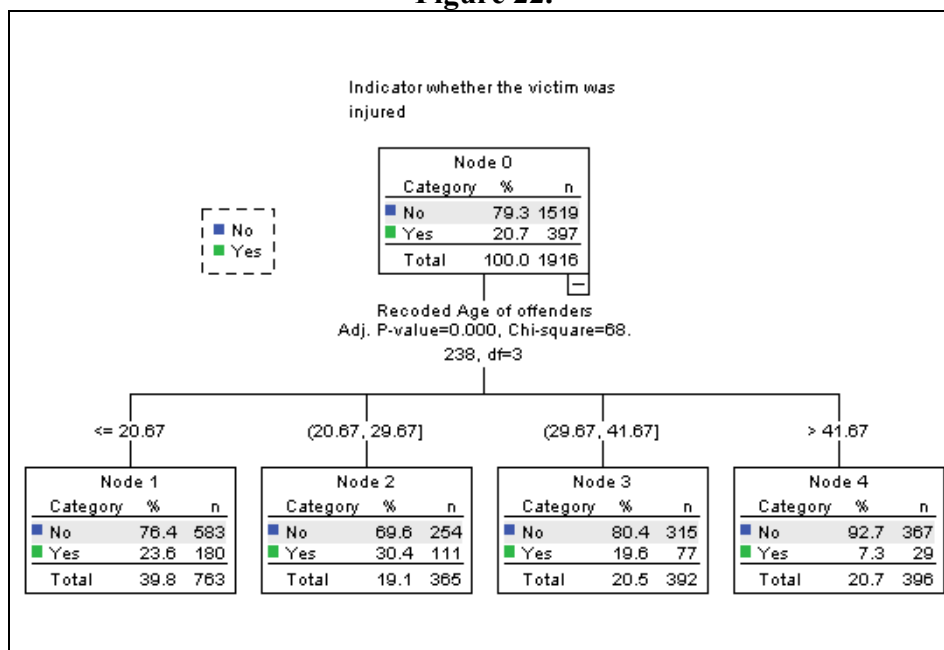 Figure 22.
Indicator whether the victim was
injured
Node 0
Category % n
No 79.3 1519
Yes 20.7 397
Total 100.0 1916
No
Yes
Recoded Age of offenders
Adj. P-value=0.000, Chi-square=68.
238, df=3
<= 20.67
(20.67, 29.67]
(29.67, 41.67]
> 41.67
Node 1
Category % n
No 76.4 583
Yes 23.6 180
Total 39.8 763
Node 2
Category % n
No 69.6 254
Yes 30.4 111
Total 19.1 365
Node 3
Category % n
No 80.4 315
Yes 19.6 77
Total 20.5 392
Node 4
Category % n
No 92.7 367
Yes 7.3 29
Total 20.7 396